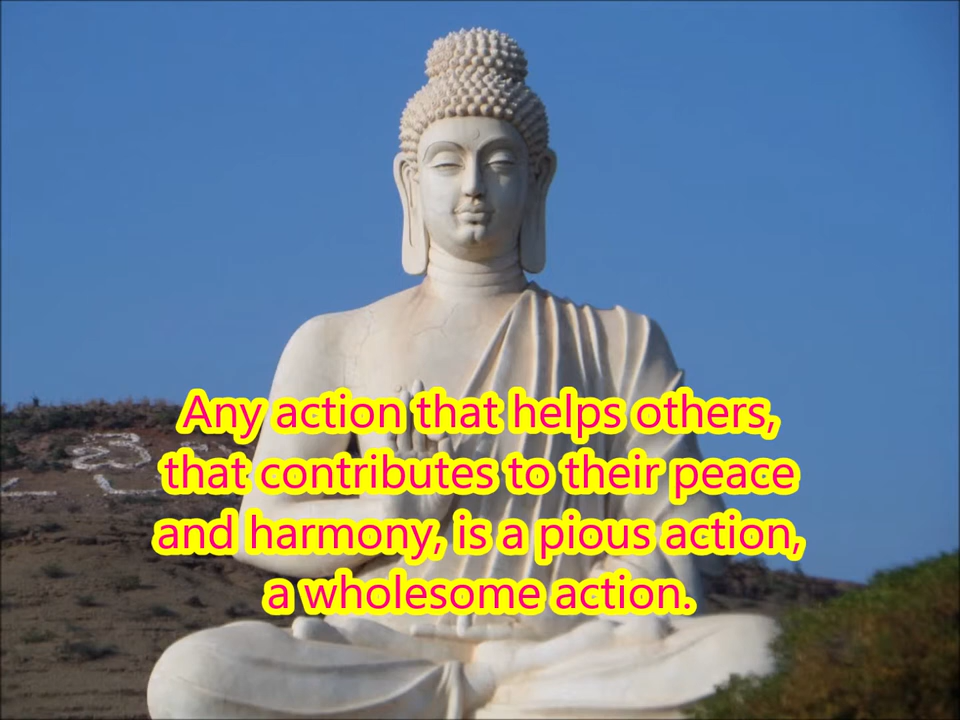 Any action that helps others,
that contributes to their peace
and harmony, is a pious action,
a wholesome action.